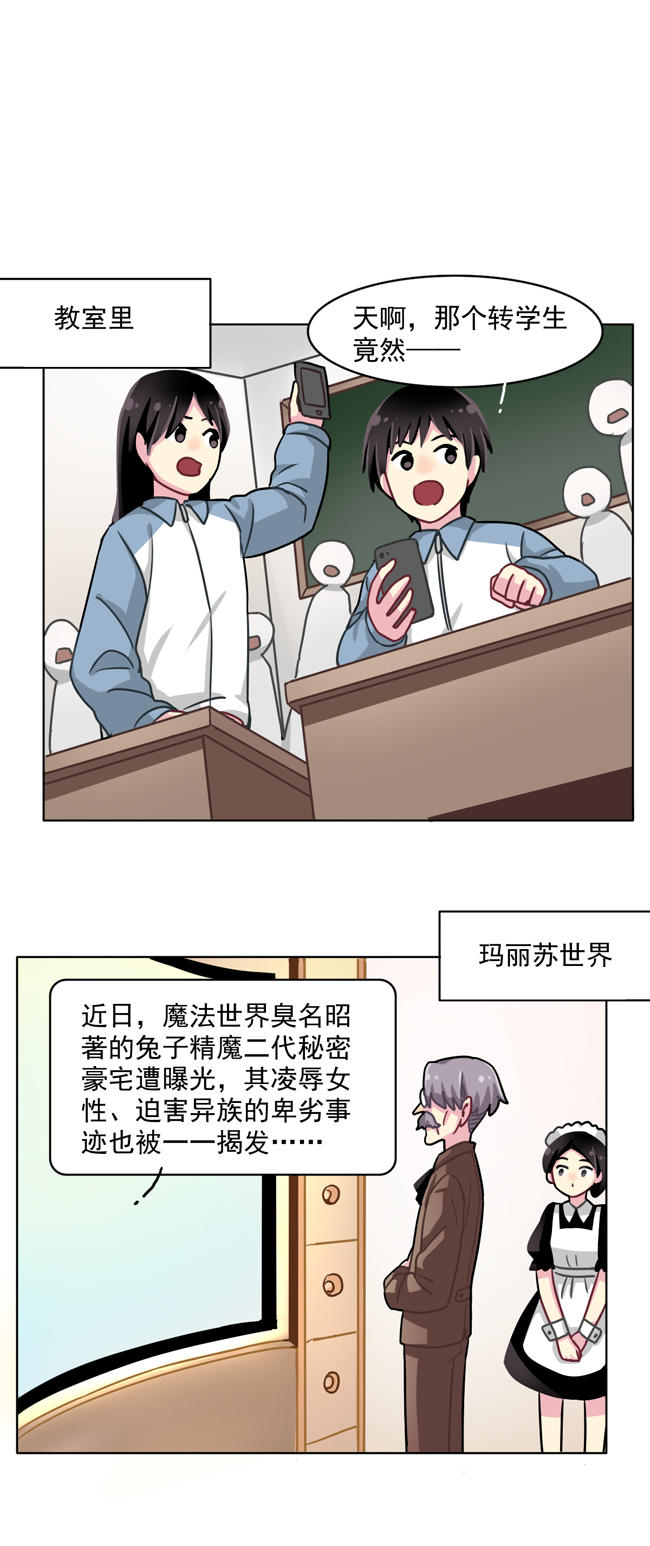 教室里
天啊，那个转学生
竟然——
玛丽苏世界
近日，魔法世界臭名昭
著的兔子精魔二代秘密
豪宅遭曝光，其凌辱女
性、迫害异族的卑劣事
迹也被一一揭发……